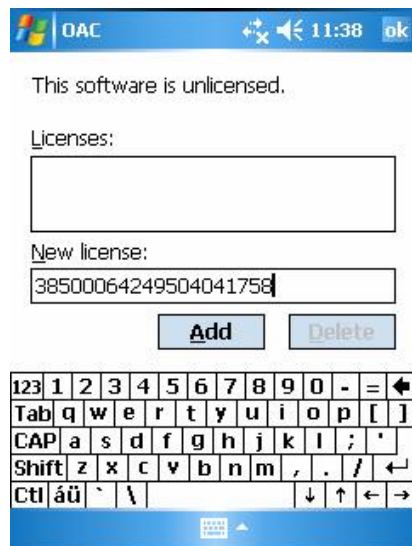 OAC 11:38 ok
This software is unlicensed.
Licenses:
New license:
38500064249504041758
Add Delete
123 1 2 3 4 5 6 7 8 9 0 - = ←
Tab q w e r t y u i o p [ ]
CAP a s d f g h j k l ; '
Shift z x c v b n m , . / ↵
Ctl áü ` \ ↓ ↑ ← →